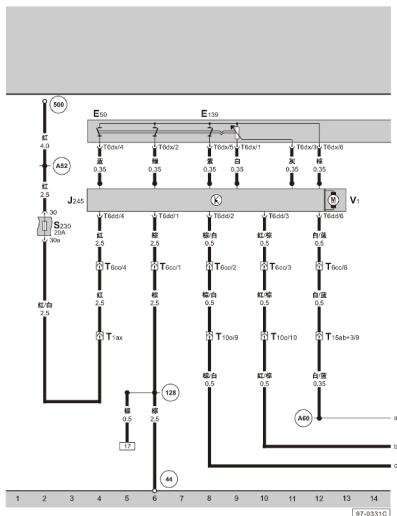 500
E59
E139
红
4.0
T6dx/4
T6dx/2
T6dx/5
T6dx/1
T6dx/3
T6dx/6
A52
蓝
0.35
绿
0.35
紫
0.35
白
0.35
灰
0.35
棕
0.35
红
2.5
J245
M
V1
30
S230
20A
30a
T6dd/4
T6dd/1
T6dd/2
T6dd/3
T6dd/6
红
2.5
棕
2.5
棕/白
0.5
红/棕
0.5
白/蓝
0.5
T6cc/4
T6cc/1
T6cc/2
T6cc/3
T6cc/6
红/白
2.5
红
2.5
棕
2.5
棕/白
0.5
红/棕
0.5
白/蓝
0.5
T1ax
T10o/9
T10o/10
T15ab+3/9
棕/白
0.5
红/棕
0.5
白/蓝
0.35
128
棕
0.5
棕
2.5
A60
a
17
b
c
44
1 2 3 4 5 6 7 8 9 10 11 12 13 14
97-0331C